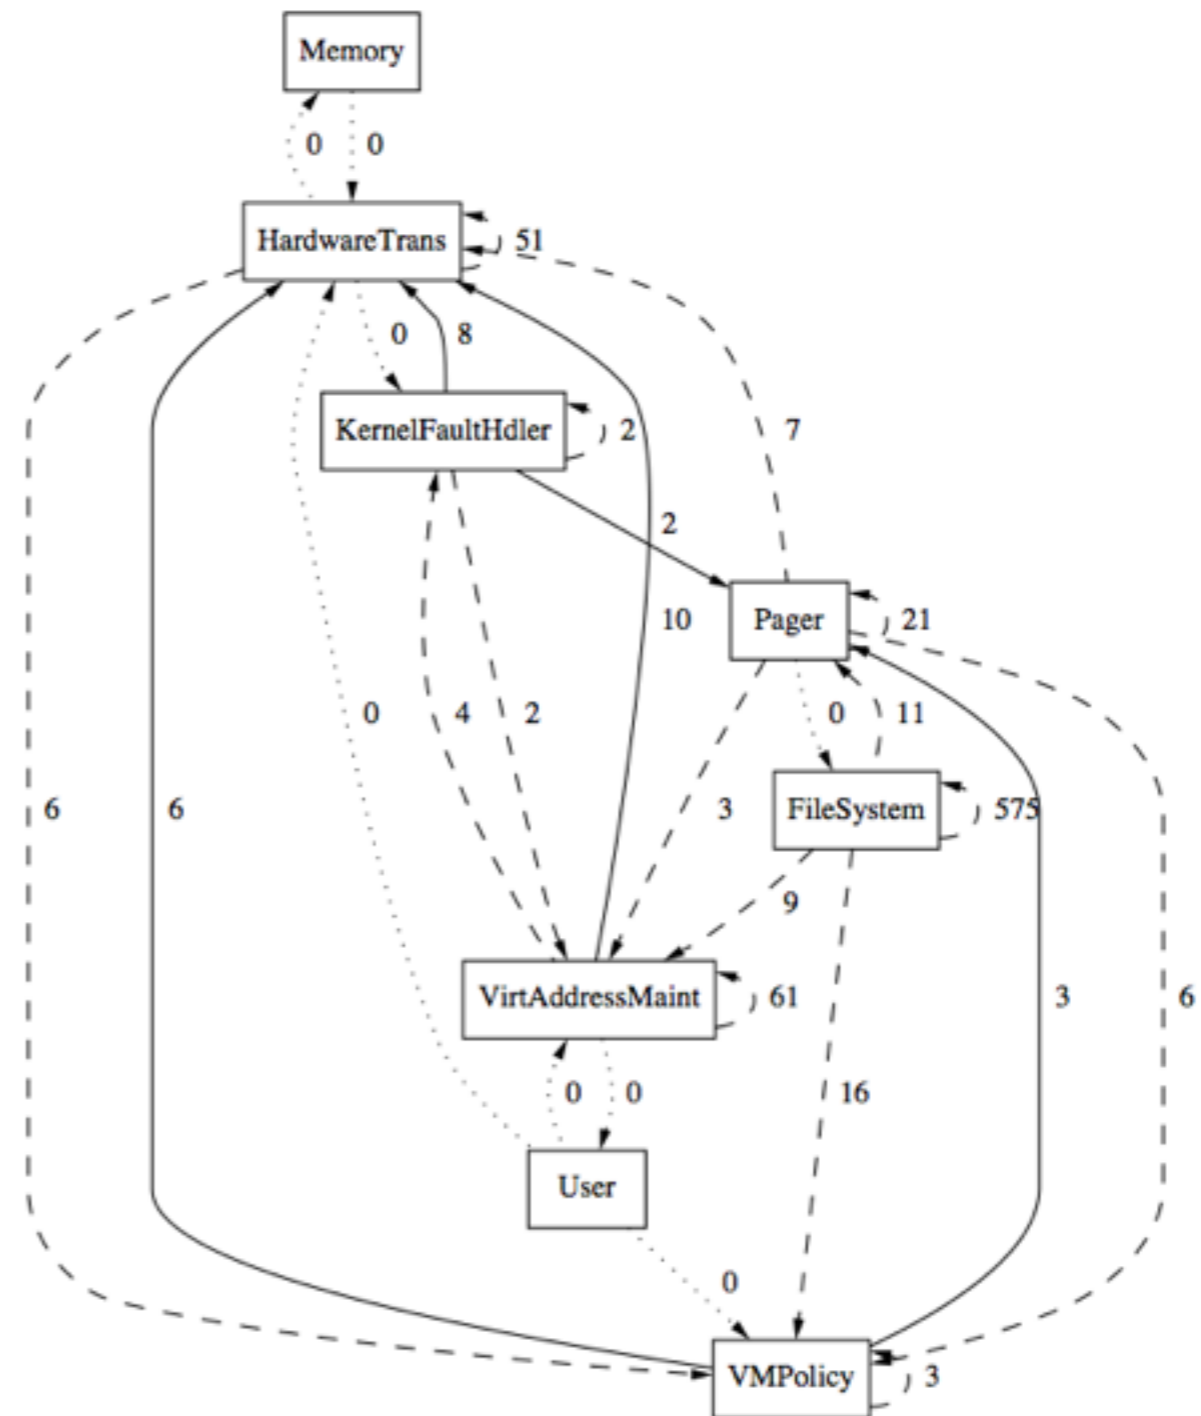 Memory
0 0
HardwareTrans 51
0 8
KernelFaultHdler 2 7
2
Pager 21
10
0 4 2 0 11
6 6 3 FileSystem 575
9
VirtAddressMaint 61 3 6
0 0 16
User
0
VMPolicy 3